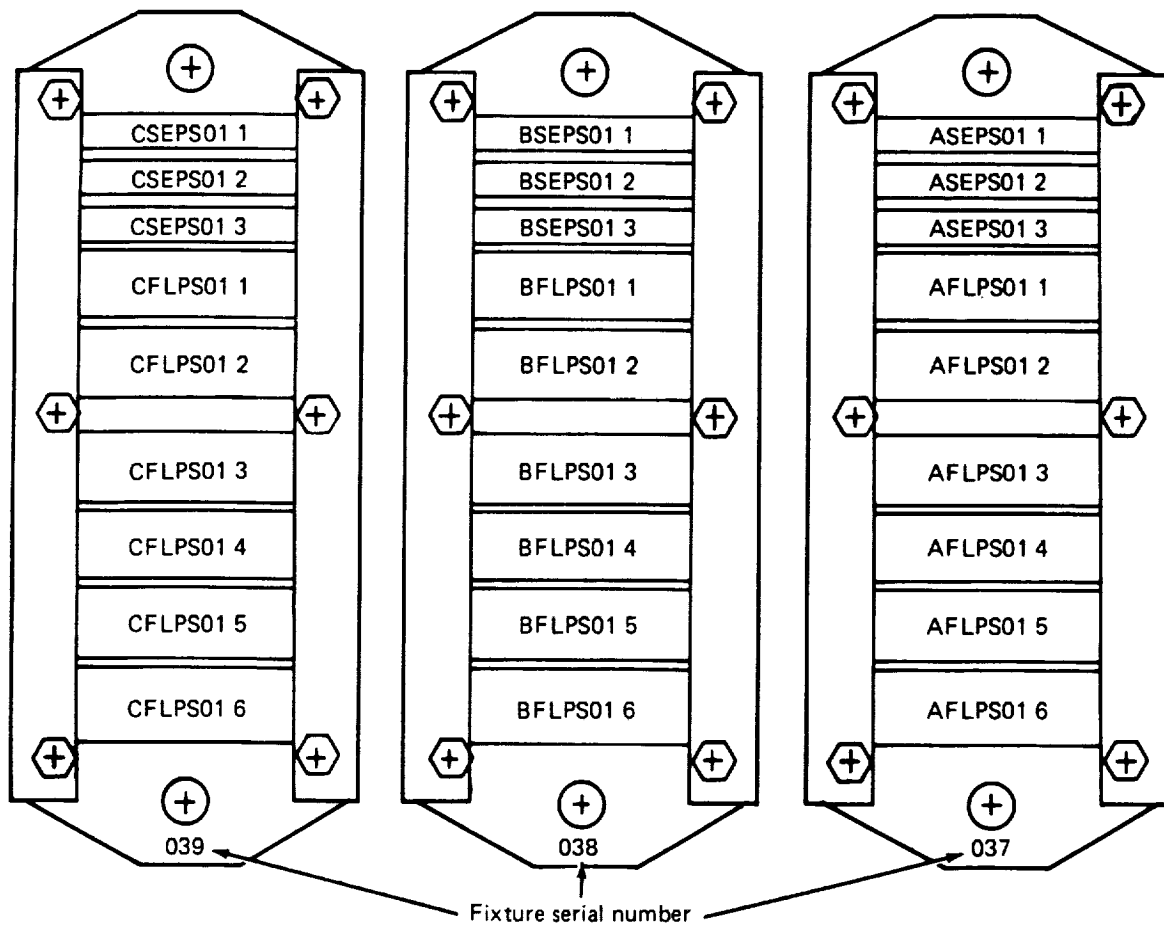 CSEPS01 1
CSEPS01 2
CSEPS01 3
CFLPS01 1
CFLPS01 2
CFLPS01 3
CFLPS01 4
CFLPS01 5
CFLPS01 6
039
BSEPS01 1
BSEPS01 2
BSEPS01 3
BFLPS01 1
BFLPS01 2
BFLPS01 3
BFLPS01 4
BFLPS01 5
BFLPS01 6
038
ASEPS01 1
ASEPS01 2
ASEPS01 3
AFLPS01 1
AFLPS01 2
AFLPS01 3
AFLPS01 4
AFLPS01 5
AFLPS01 6
037
Fixture serial number